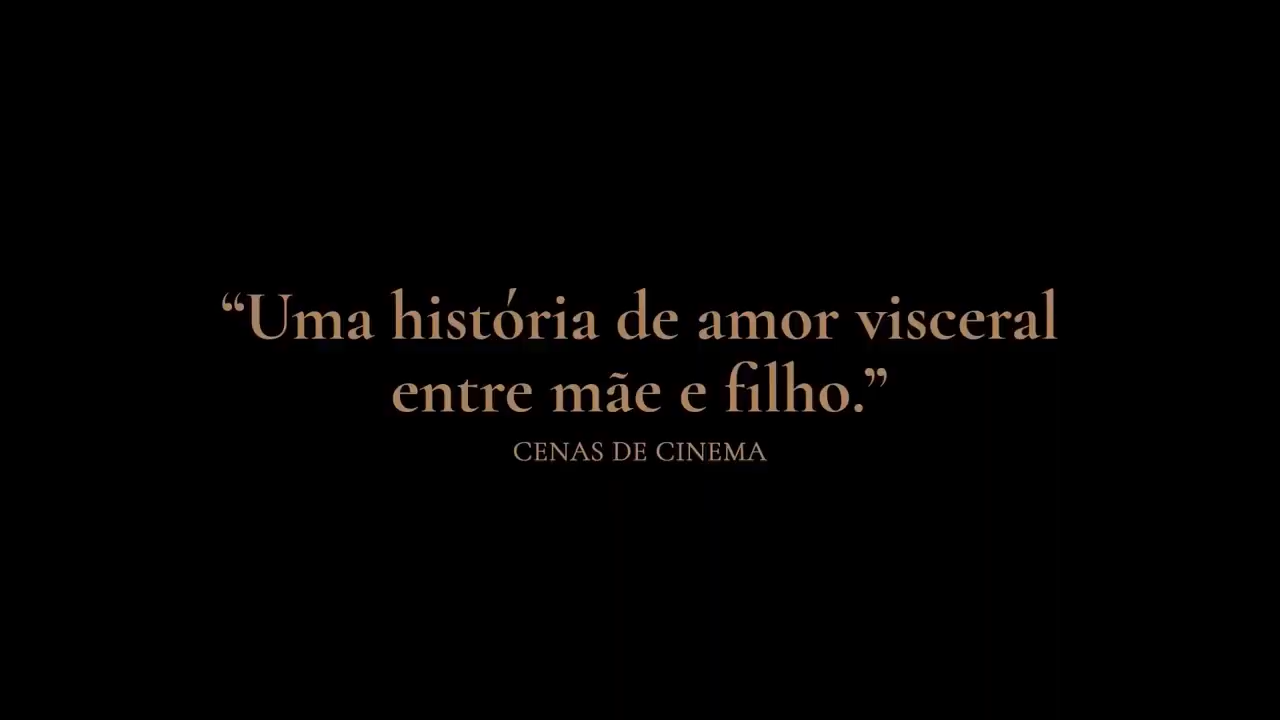 “Uma história de amor visceral
entre mãe e filho.”
CENAS DE CINEMA